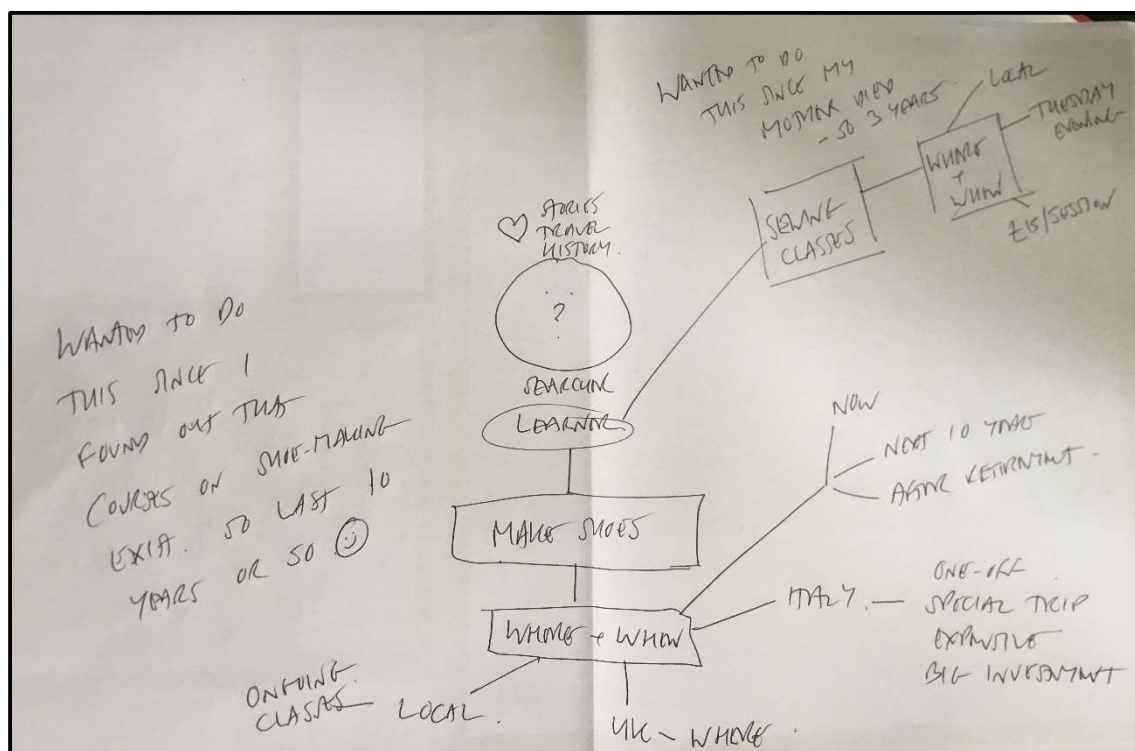 WANTED TO DO
THIS SINCE MY
MOTHER DIED
- SO 3 YEARS.
LOCAL
TUESDAY
EVENING
WHERE
+
WHEN
£15/SESSION
SEWING
CLASSES
♡ STORIES
TRAVEL
HISTORY.
?
SEARCHER
LEARNER
WANTED TO DO
THIS SINCE I
FOUND OUT THAT
COURSES ON SHOE-MAKING
EXIST. SO LAST 10
YEARS OR SO ☺
MAKE SHOES
NOW
NEXT 10 YEARS
AFTER RETIREMENT.
WHERE + WHEN
ITALY. — ONE-OFF
SPECIAL TRIP
EXPENSIVE
BIG INVESTMENT
ONGOING.
CLASSES — LOCAL.
UK - WHERE.